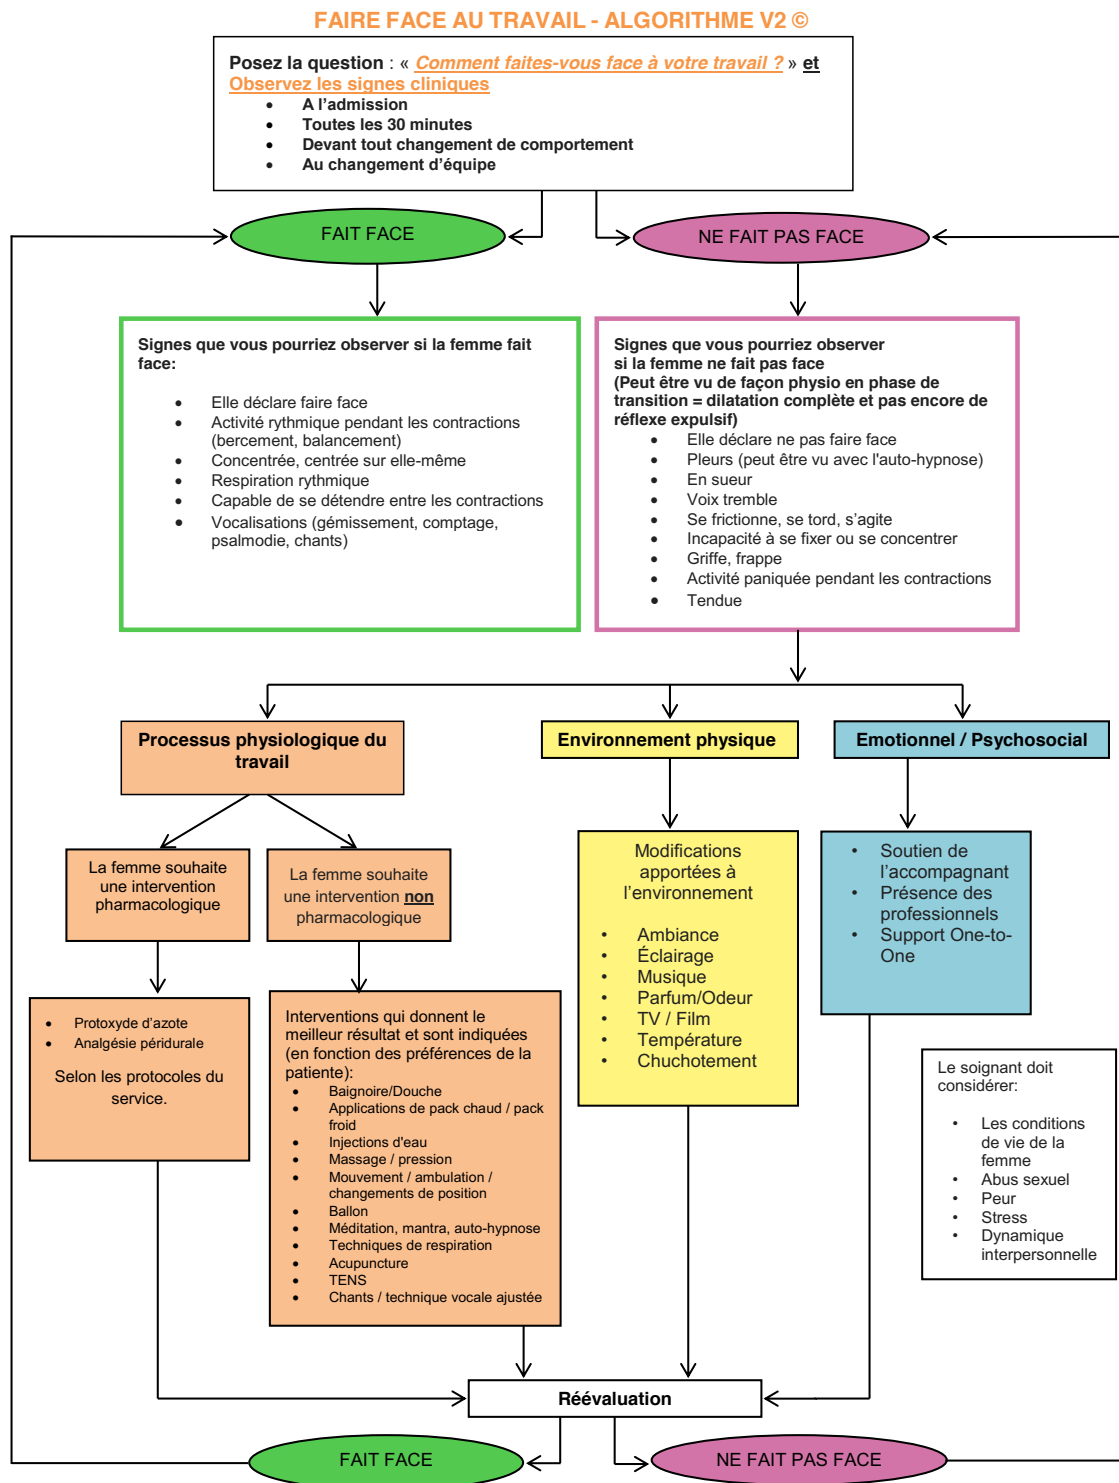 FAIRE FACE AU TRAVAIL - ALGORITHME V2 ©
Posez la question : « Comment faites-vous face à votre travail ? » et
Observez les signes cliniques
• A l'admission
• Toutes les 30 minutes
• Devant tout changement de comportement
• Au changement d'équipe
FAIT FACE
NE FAIT PAS FACE
Signes que vous pourriez observer si la femme fait
face:
• Elle déclare faire face
• Activité rythmique pendant les contractions
(bercement, balancement)
• Concentrée, centrée sur elle-même
• Respiration rythmique
• Capable de se détendre entre les contractions
• Vocalisations (gémissement, comptage,
psalmodie, chants)
Signes que vous pourriez observer
si la femme ne fait pas face
(Peut être vu de façon physio en phase de
transition = dilatation complète et pas encore de
réflexe expulsif)
• Elle déclare ne pas faire face
• Pleurs (peut être vu avec l'auto-hypnose)
• En sueur
• Voix tremble
• Se frictionne, se tord, s'agite
• Incapacité à se fixer ou se concentrer
• Griffe, frappe
• Activité paniquée pendant les contractions
• Tendue
Processus physiologique du
travail
Environnement physique
Emotionnel / Psychosocial
La femme souhaite
une intervention
pharmacologique
La femme souhaite
une intervention non
pharmacologique
• Protoxyde d'azote
• Analgésie péridurale
Selon les protocoles du
service.
Interventions qui donnent le
meilleur résultat et sont indiquées
(en fonction des préférences de la
patiente):
• Baignoire/Douche
• Applications de pack chaud / pack
froid
• Injections d'eau
• Massage / pression
• Mouvement / ambulation /
changements de position
• Ballon
• Méditation, mantra, auto-hypnose
• Techniques de respiration
• Acupuncture
• TENS
• Chants / technique vocale ajustée
Modifications
apportées à
l'environnement
• Ambiance
• Éclairage
• Musique
• Parfum/Odeur
• TV / Film
• Température
• Chuchotement
• Soutien de
l'accompagnant
• Présence des
professionnels
• Support One-to-
One
Le soignant doit
considérer:
• Les conditions
de vie de la
femme
• Abus sexuel
• Peur
• Stress
• Dynamique
interpersonnelle
Réévaluation
FAIT FACE
NE FAIT PAS FACE